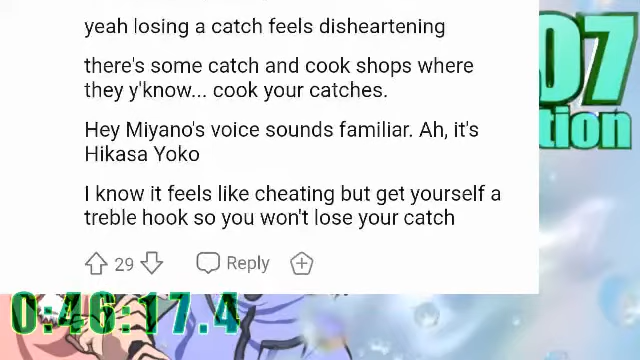 yeah losing a catch feels disheartening
there's some catch and cook shops where
they y'know... cook your catches.
Hey Miyano's voice sounds familiar. Ah, it's
Hikasa Yoko
I know it feels like cheating but get yourself a
treble hook so you won't lose your catch
29 Reply
07
tion
0:46:17.4